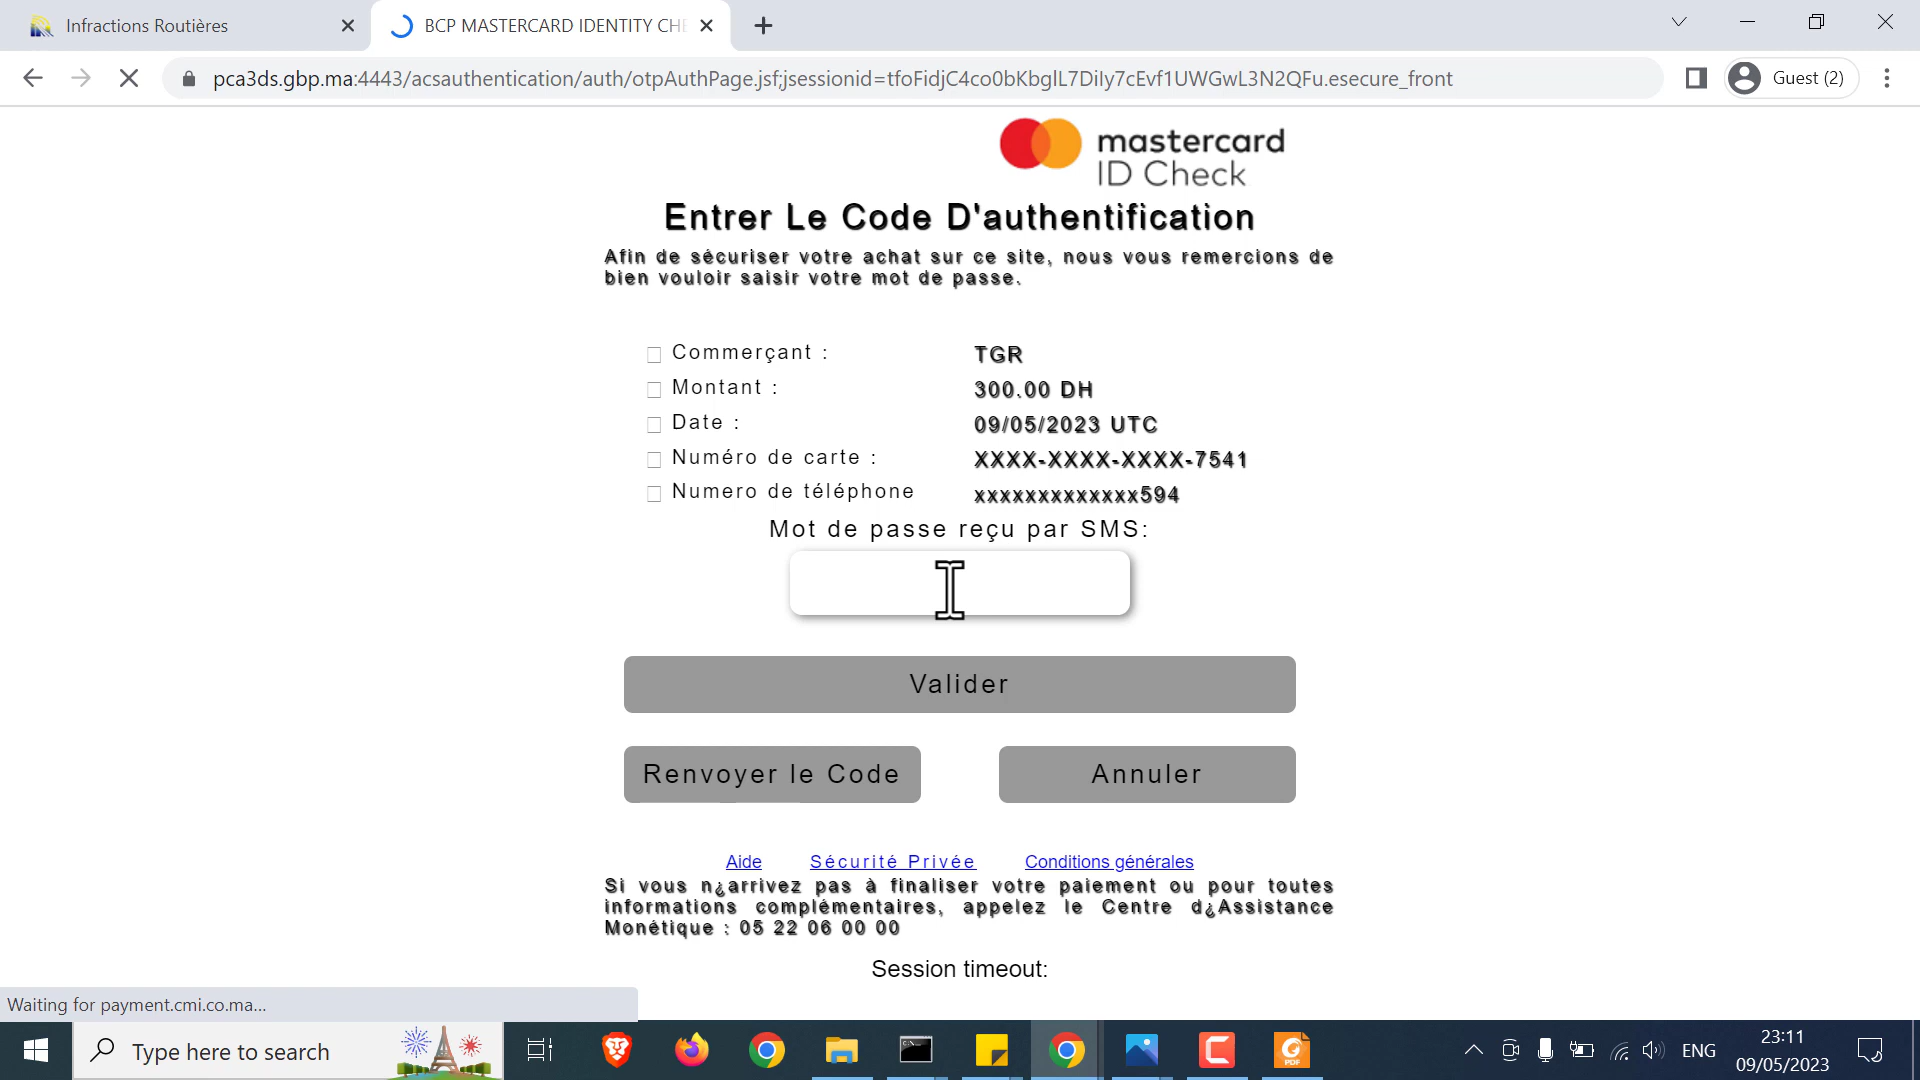 Infractions Routières
BCP MASTERCARD IDENTITY CHE
pca3ds.gbp.ma:4443/acsauthentication/auth/otpAuthPage.jsf;jsessionid=tfoFidjC4co0bKbglL7Dily7cEvf1UWGwL3N2QFu.esecure_front
Guest (2)
mastercard
ID Check
Entrer Le Code D'authentification
Afin de sécuriser votre achat sur ce site, nous vous remercions de
bien vouloir saisir votre mot de passe.
Commerçant : TGR
Montant : 300.00 DH
Date : 09/05/2023 UTC
Numéro de carte : XXXX-XXXX-XXXX-7541
Numero de téléphone xxxxxxxxxxxxx594
Mot de passe reçu par SMS:
Valider
Renvoyer le Code
Annuler
Aide Sécurité Privée Conditions générales
Si vous n¿arrivez pas à finaliser votre paiement ou pour toutes
informations complémentaires, appelez le Centre d¿Assistance
Monétique : 05 22 06 00 00
Session timeout:
Waiting for payment.cmi.co.ma...
Type here to search
PDF
ENG
23:11
09/05/2023